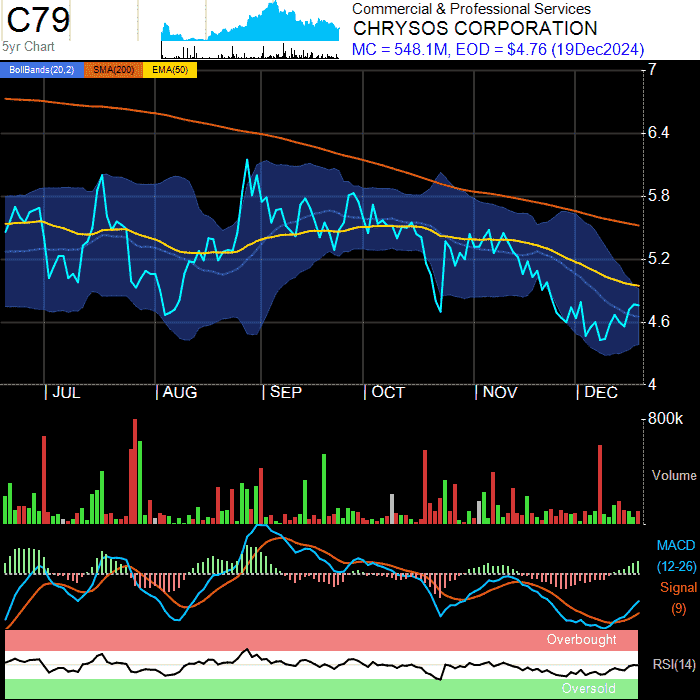 C79
5yr Chart
Commercial & Professional Services
CHRYSOS CORPORATION
MC = 548.1M, EOD = $4.76 (19Dec2024)
BollBands(20,2) SMA(200) EMA(50)
7
6.4
5.8
5.2
4.6
4
| JUL | AUG | SEP | OCT | NOV | DEC
800k
Volume
MACD
(12-26)
Signal
(9)
Overbought
RSI(14)
Oversold